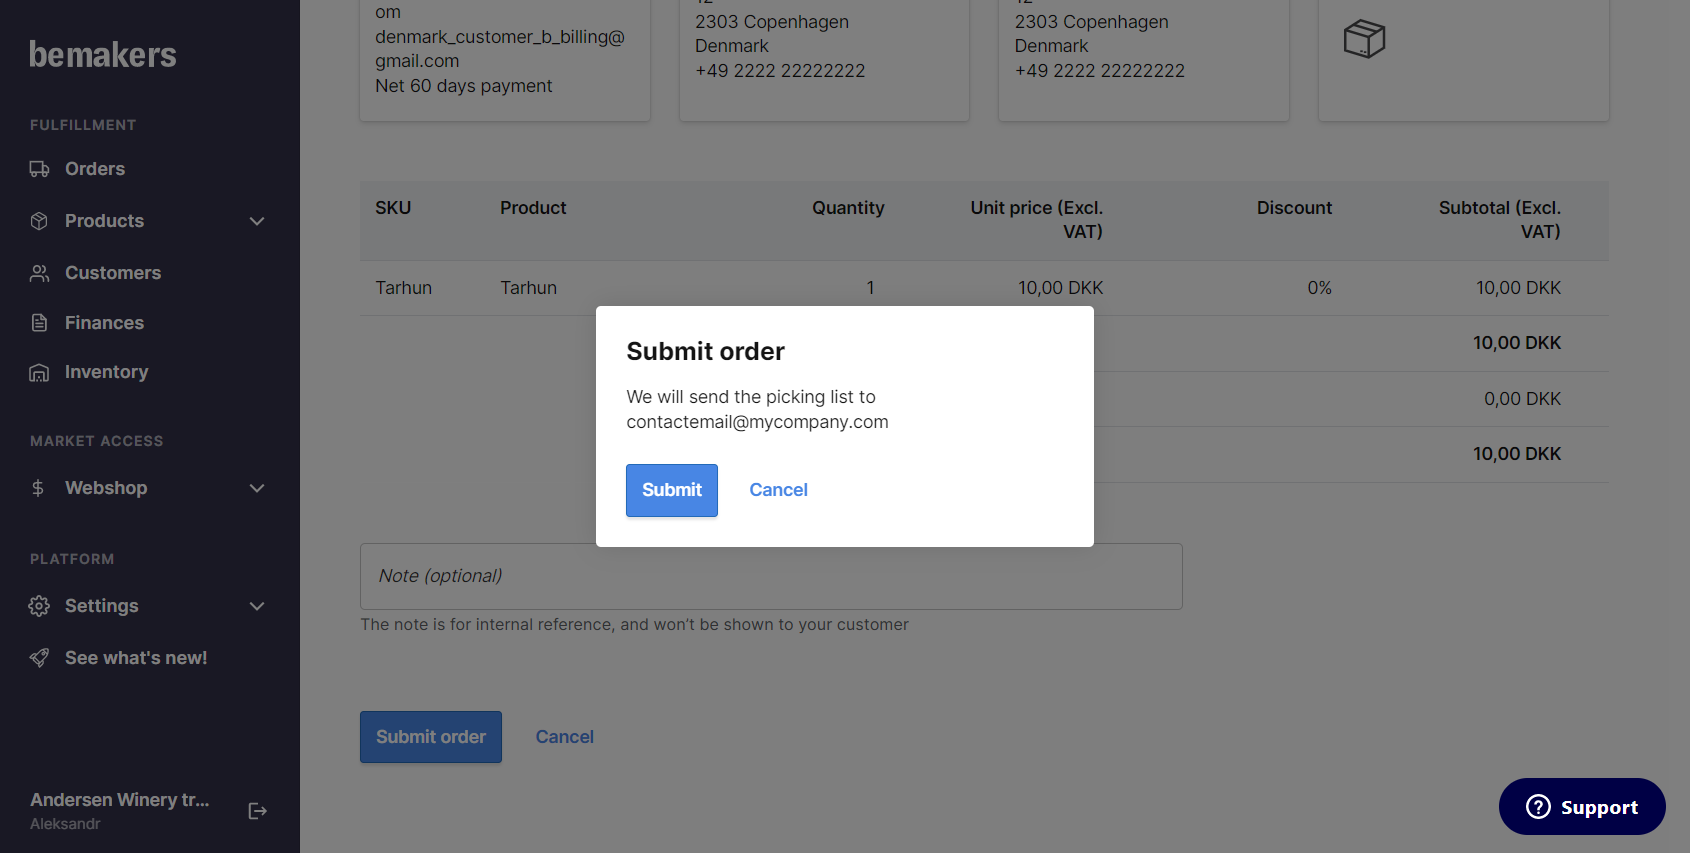 bemakers
FULFILLMENT
Orders
Products
Customers
Finances
Inventory
MARKET ACCESS
Webshop
PLATFORM
Settings
See what's new!
Andersen Winery tr...
Aleksandr
om
denmark_customer_b_billing@
gmail.com
Net 60 days payment
2303 Copenhagen
Denmark
+49 2222 22222222
2303 Copenhagen
Denmark
+49 2222 22222222
SKU Product Quantity Unit price (Excl. VAT) Discount Subtotal (Excl. VAT)
Tarhun Tarhun 1 10,00 DKK 0% 10,00 DKK
10,00 DKK
0,00 DKK
10,00 DKK
Submit order
We will send the picking list to
contactemail@mycompany.com
Submit Cancel
Note (optional)
The note is for internal reference, and won't be shown to your customer
Submit order Cancel
Support